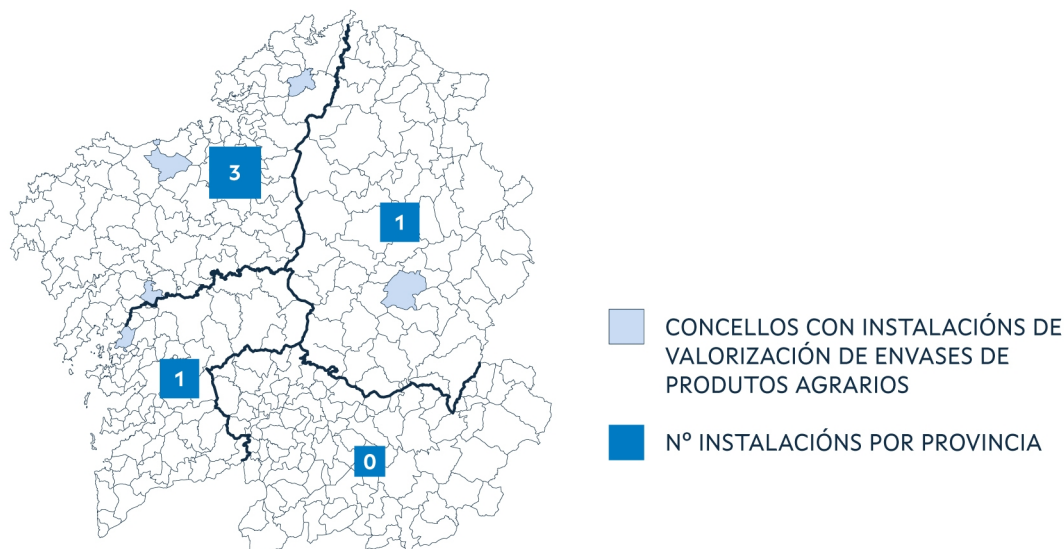 3
1
1
0
CONCELLOS CON INSTALACIÓNS DE
VALORIZACIÓN DE ENVASES DE
PRODUTOS AGRARIOS
Nº INSTALACIÓNS POR PROVINCIA